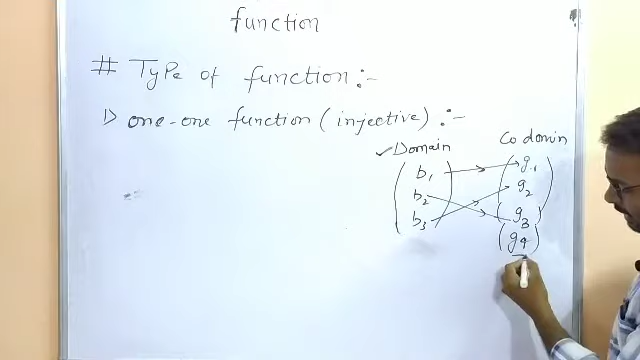 function
# Type of function :-
1) one-one function (injective) :-
Domain Co domin
b1 g1
b2 g2
b3 g3
g4